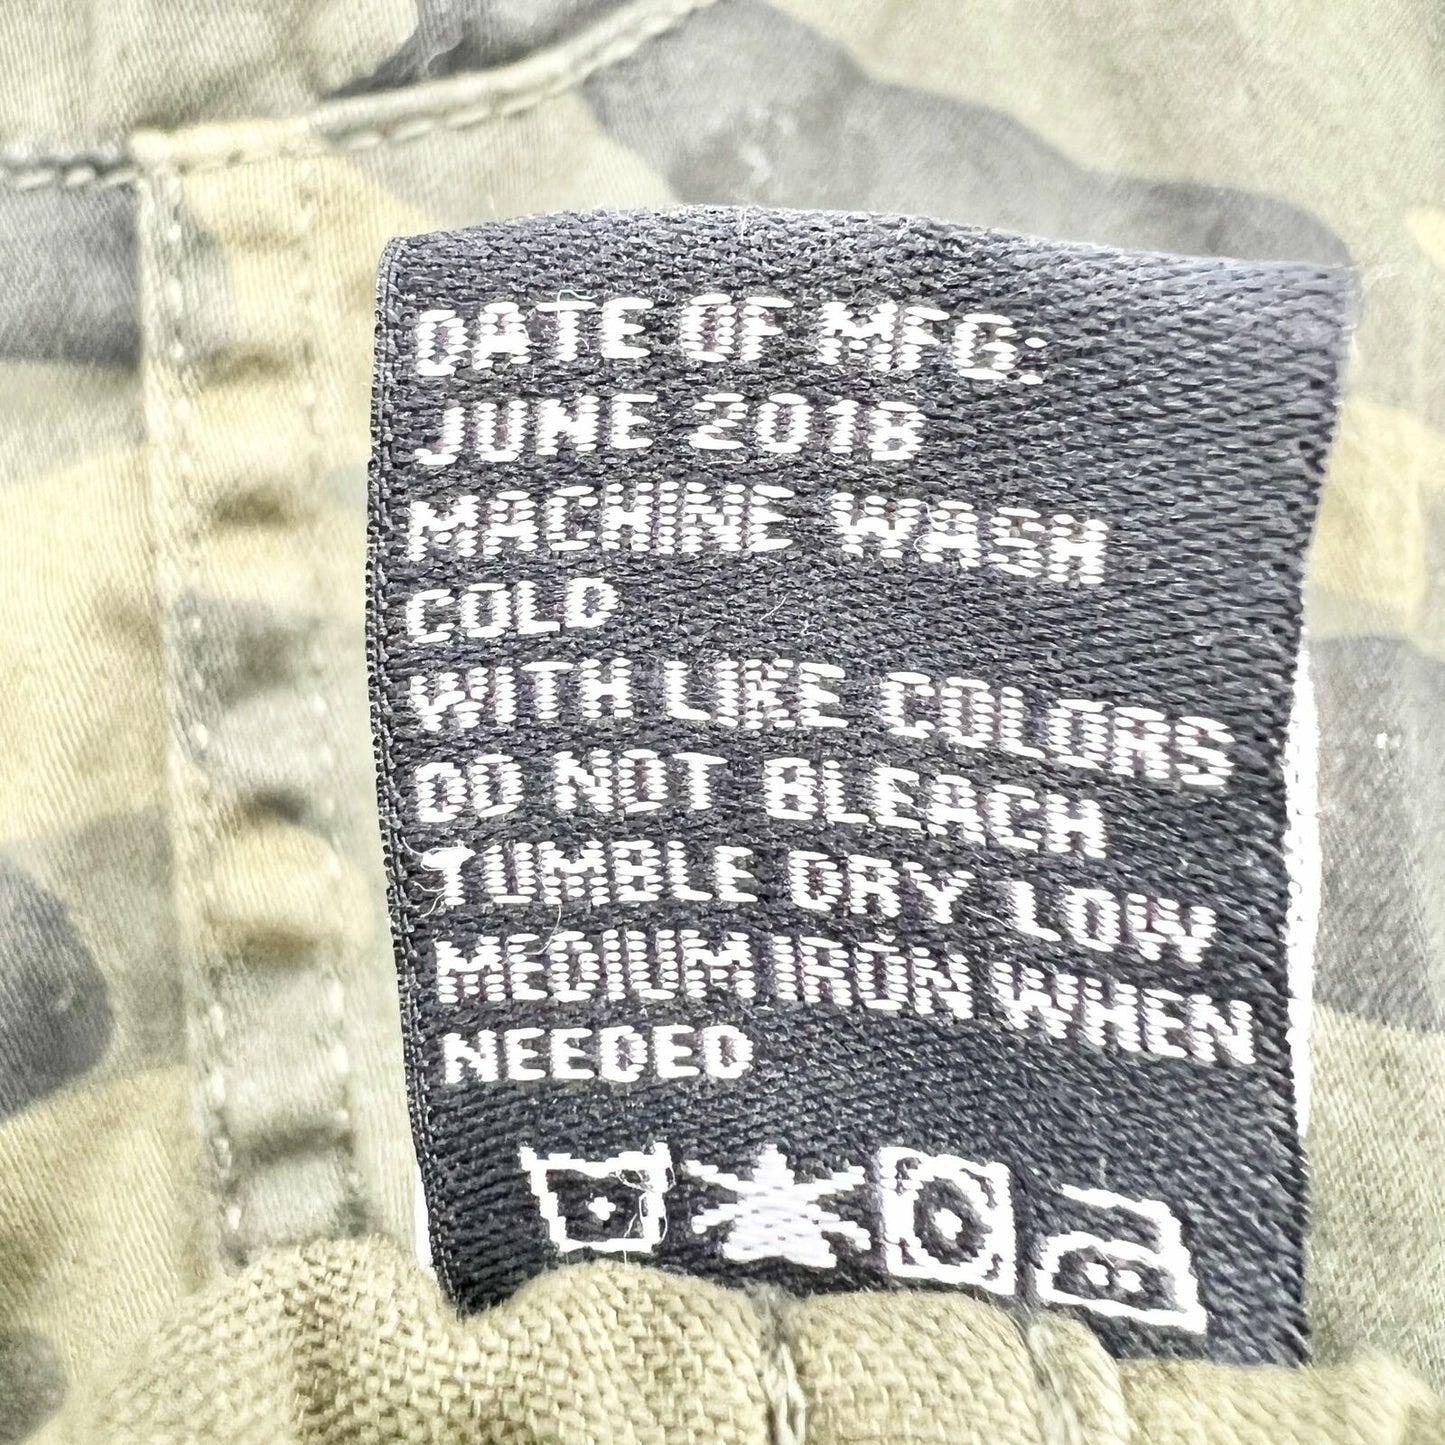 DATE OF MFG:
JUNE 2018
MACHINE WASH
COLD
WITH LIKE COLORS
DO NOT BLEACH
TUMBLE DRY LOW
MEDIUM IRON WHEN
NEEDED